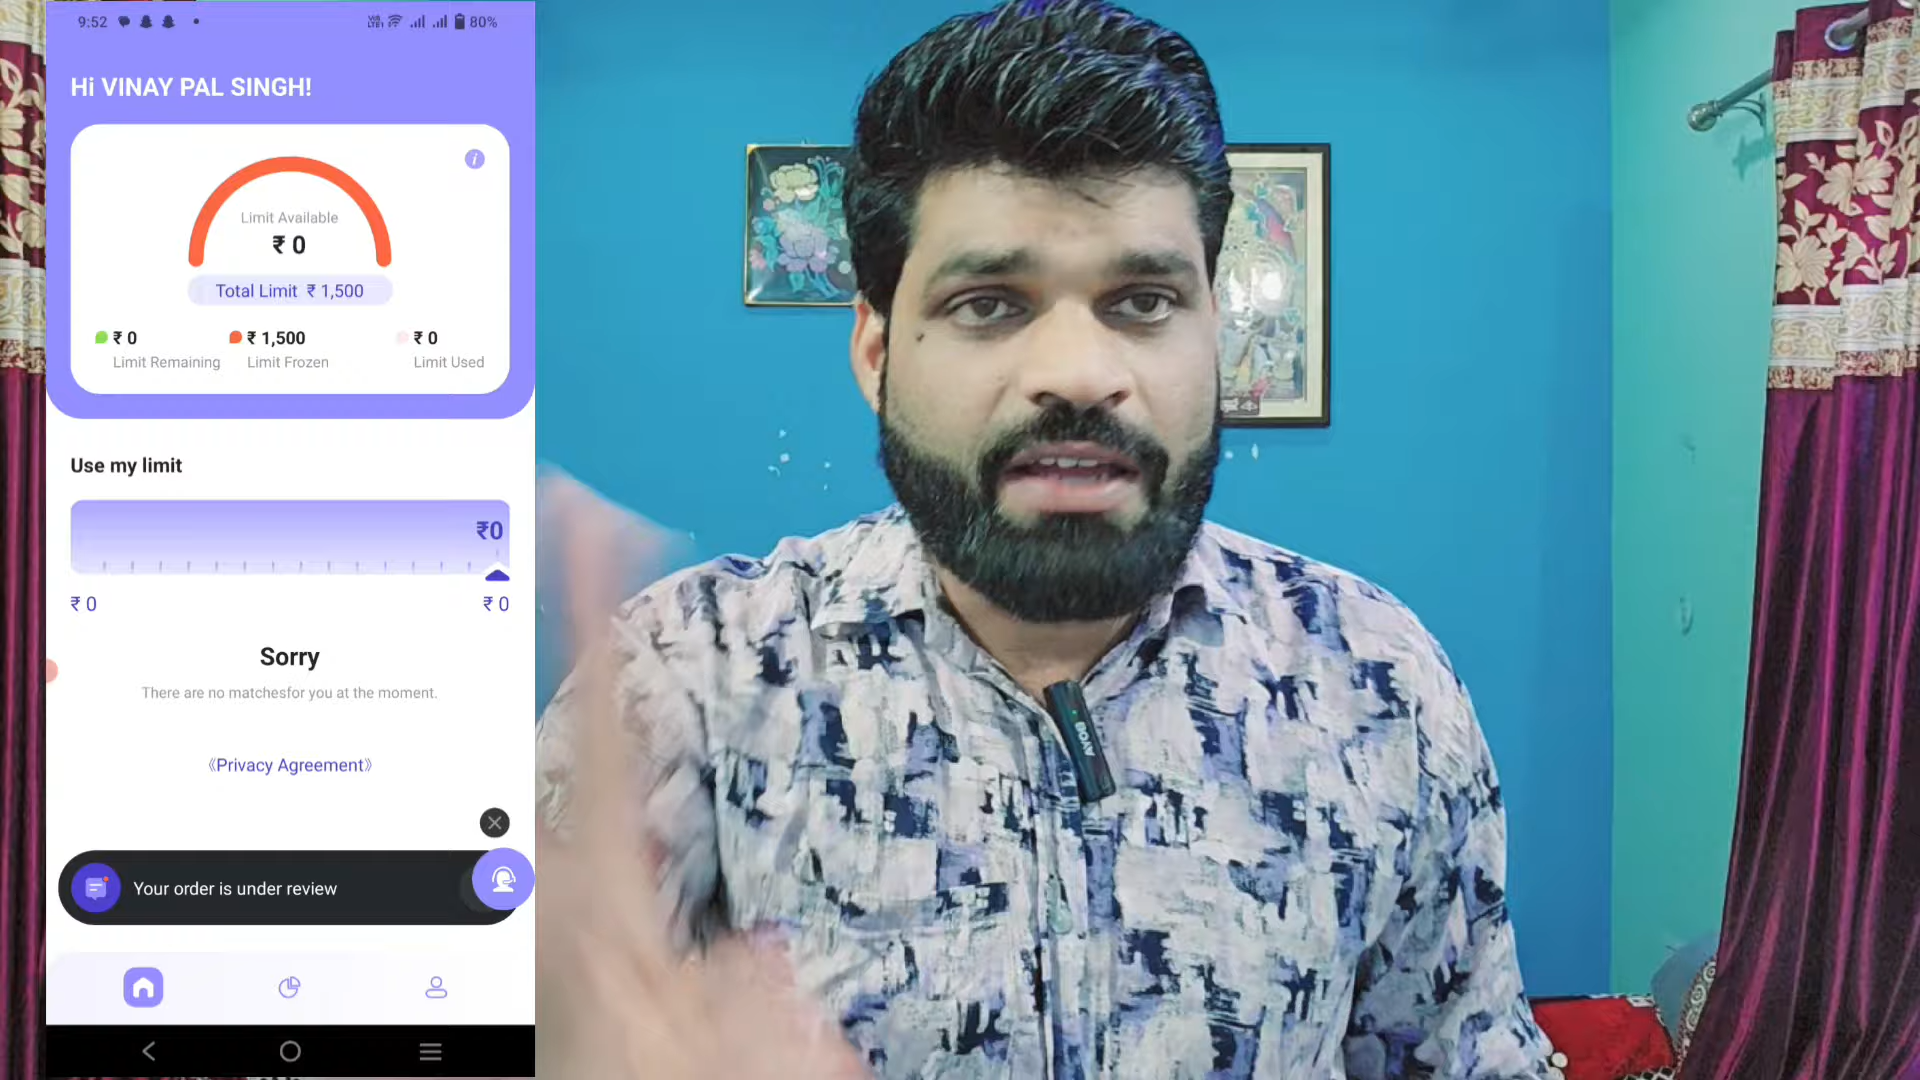 9:52
80%
Hi VINAY PAL SINGH!
Limit Available
₹ 0
Total Limit ₹ 1,500
₹ 0
Limit Remaining
₹ 1,500
Limit Frozen
₹ 0
Limit Used
Use my limit
₹0
₹ 0
₹ 0
Sorry
There are no matchesfor you at the moment.
《Privacy Agreement》
Your order is under review
BOAV